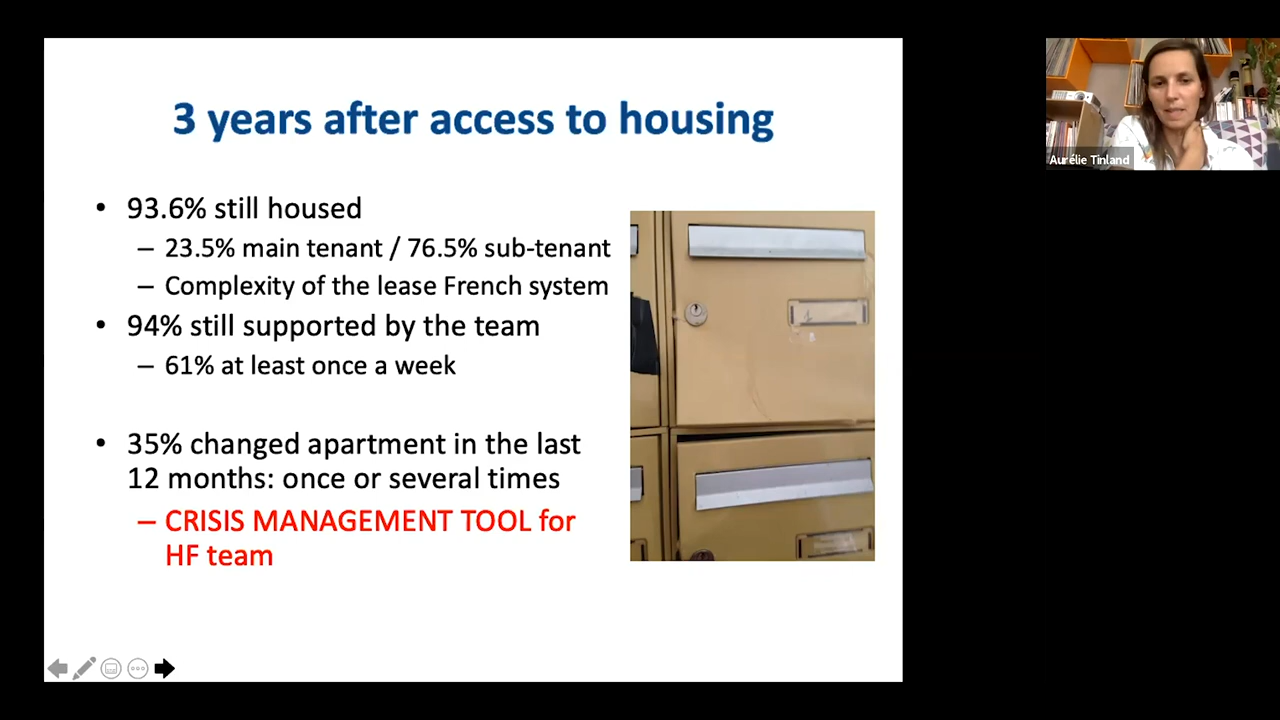 3 years after access to housing
• 93.6% still housed
– 23.5% main tenant / 76.5% sub-tenant
– Complexity of the lease French system
• 94% still supported by the team
– 61% at least once a week
• 35% changed apartment in the last
12 months: once or several times
– CRISIS MANAGEMENT TOOL for
HF team
Aurélie Tinland